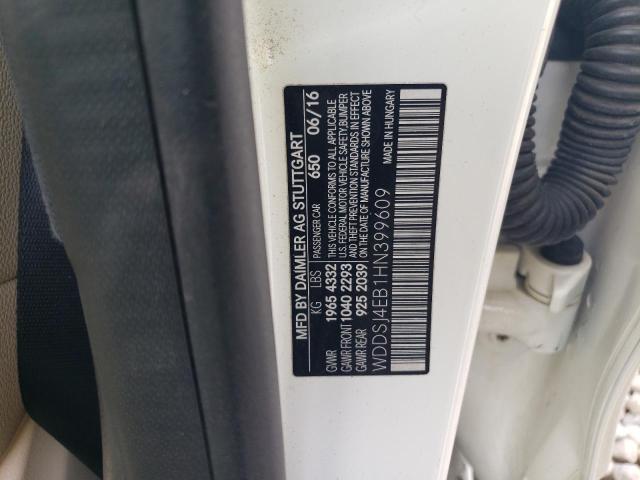 MFD BY DAIMLER AG STUTTGART
PASSENGER CAR 650 06/16
KG LBS
GVWR 1965 4332
GAWR FRONT 1040 2293
GAWR REAR 925 2039
THIS VEHICLE CONFORMS TO ALL APPLICABLE
U.S. FEDERAL MOTOR VEHICLE SAFETY, BUMPER
AND THEFT PREVENTION STANDARDS IN EFFECT
ON THE DATE OF MANUFACTURE SHOWN ABOVE
WDDSJ4EB1HN399609
MADE IN HUNGARY